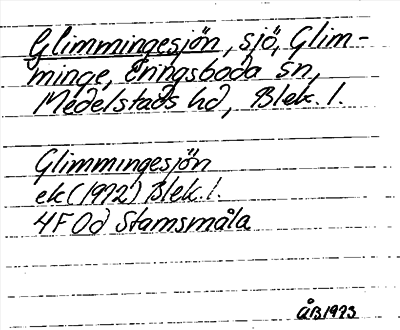 Glimmingesjön, sjö, Glim-
minge, Eringsboda sn,
Medelstads hd, Blek. l.
Glimmingesjön
ek (1972) Blek. l.
4F 0d Stamsmåla
ÅB 1973